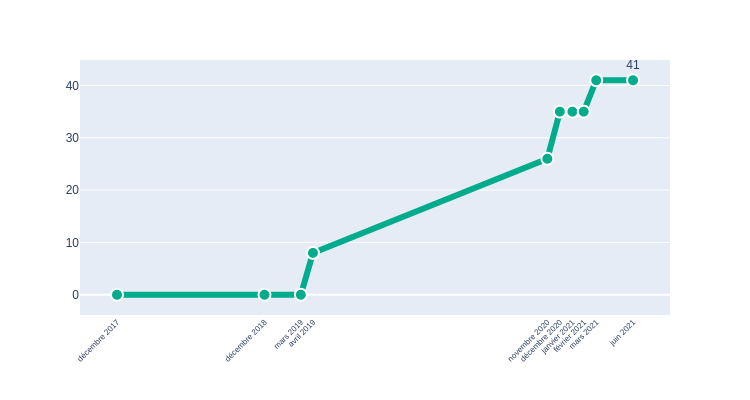 41
40
30
20
10
0
décembre 2017
décembre 2018
mars 2019
avril 2019
novembre 2020
décembre 2020
janvier 2021
février 2021
mars 2021
juin 2021